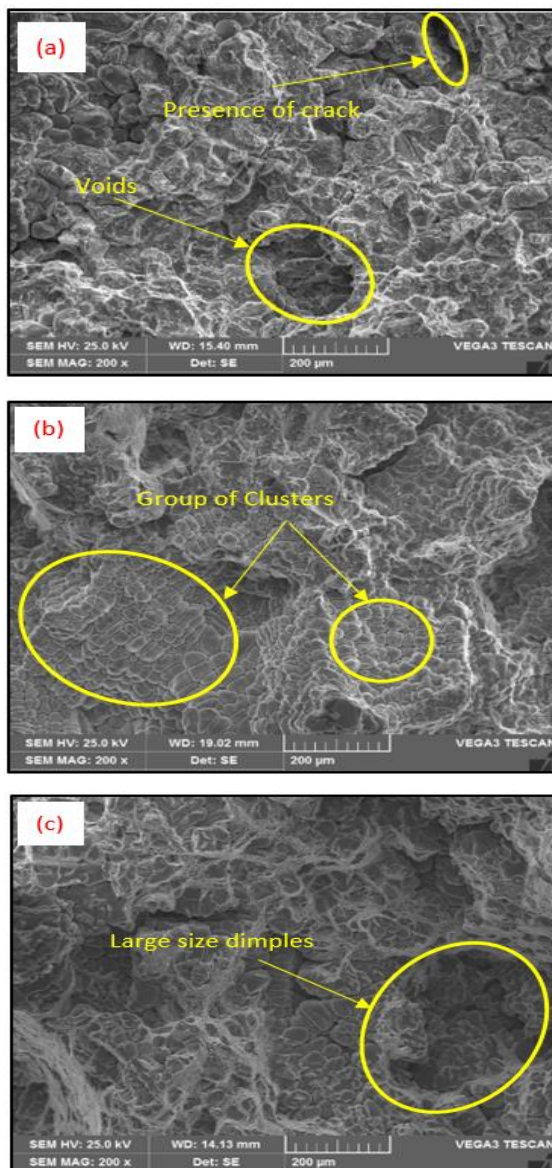 (a)
Presence of crack
Voids
SEM HV: 25.0 kV WD: 15.40 mm VEGA3 TESCAN
SEM MAG: 200 x Det: SE 200 µm
(b)
Group of Clusters
SEM HV: 25.0 kV WD: 19.02 mm VEGA3 TESCAN
SEM MAG: 200 x Det: SE 200 µm
(c)
Large size dimples
SEM HV: 25.0 kV WD: 14.13 mm VEGA3 TESCAN
SEM MAG: 200 x Det: SE 200 µm